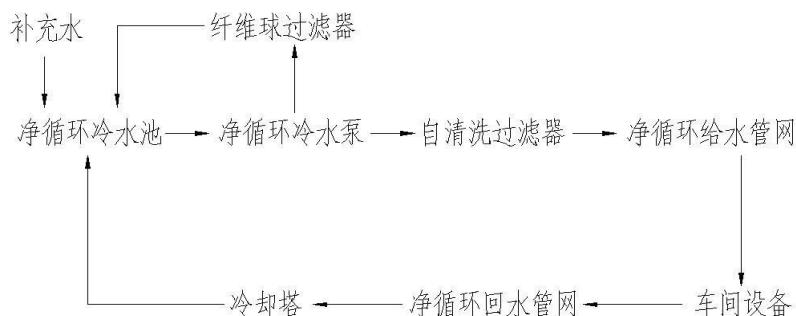 补充水
纤维球过滤器
净循环冷水池
净循环冷水泵
自清洗过滤器
净循环给水管网
冷却塔
净循环回水管网
车间设备